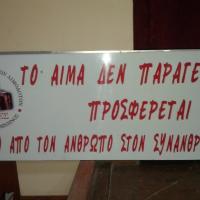 ΤΟ ΑΙΜΑ ΔΕΝ ΠΑΡΑΓΕ
ΠΡΟΣΦΕΡΕΤΑΙ
ΑΠΟ ΤΟΝ ΑΝΘΡΩΠΟ ΣΤΟΝ ΣΥΝΑΝΘΡ